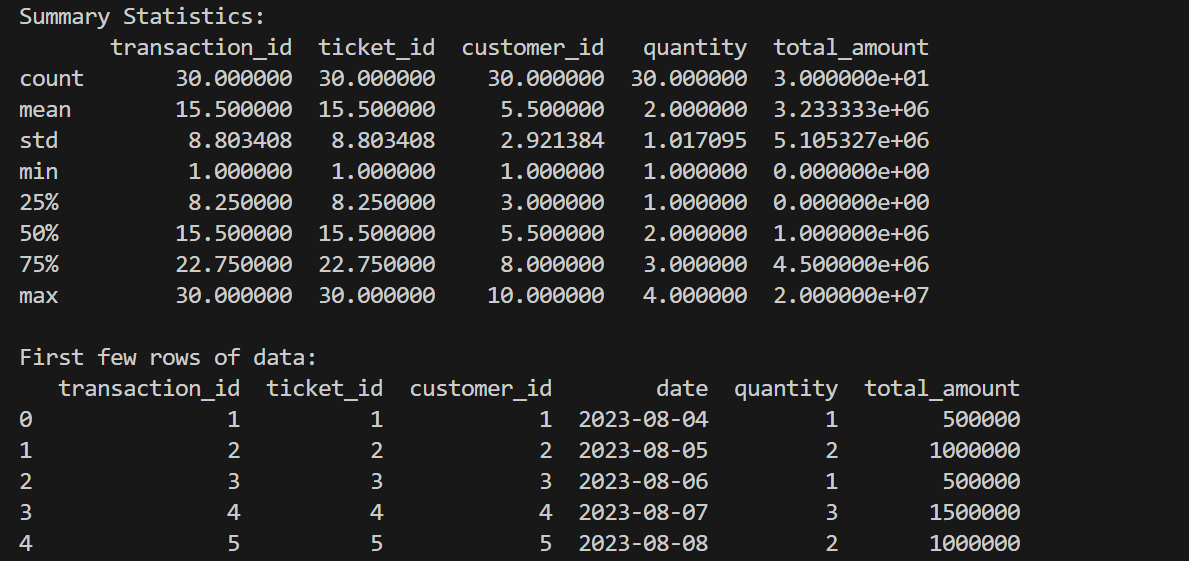 Summary Statistics:
       transaction_id  ticket_id  customer_id   quantity  total_amount
count       30.000000  30.000000    30.000000  30.000000  3.000000e+01
mean        15.500000  15.500000     5.500000   2.000000  3.233333e+06
std          8.803408   8.803408     2.921384   1.017095  5.105327e+06
min          1.000000   1.000000     1.000000   1.000000  0.000000e+00
25%          8.250000   8.250000     3.000000   1.000000  0.000000e+00
50%         15.500000  15.500000     5.500000   2.000000  1.000000e+06
75%         22.750000  22.750000     8.000000   3.000000  4.500000e+06
max         30.000000  30.000000    10.000000   4.000000  2.000000e+07

First few rows of data:
   transaction_id  ticket_id  customer_id        date  quantity  total_amount
0               1          1            1  2023-08-04         1        500000
1               2          2            2  2023-08-05         2       1000000
2               3          3            3  2023-08-06         1        500000
3               4          4            4  2023-08-07         3       1500000
4               5          5            5  2023-08-08         2       1000000